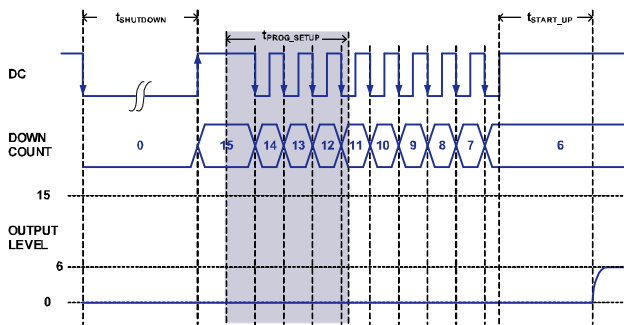 tSHUTDOWN
tPROG_SETUP
tSTART_UP
DC
DOWN COUNT
0 15 14 13 12 11 10 9 8 7 6
15
OUTPUT LEVEL
6
0